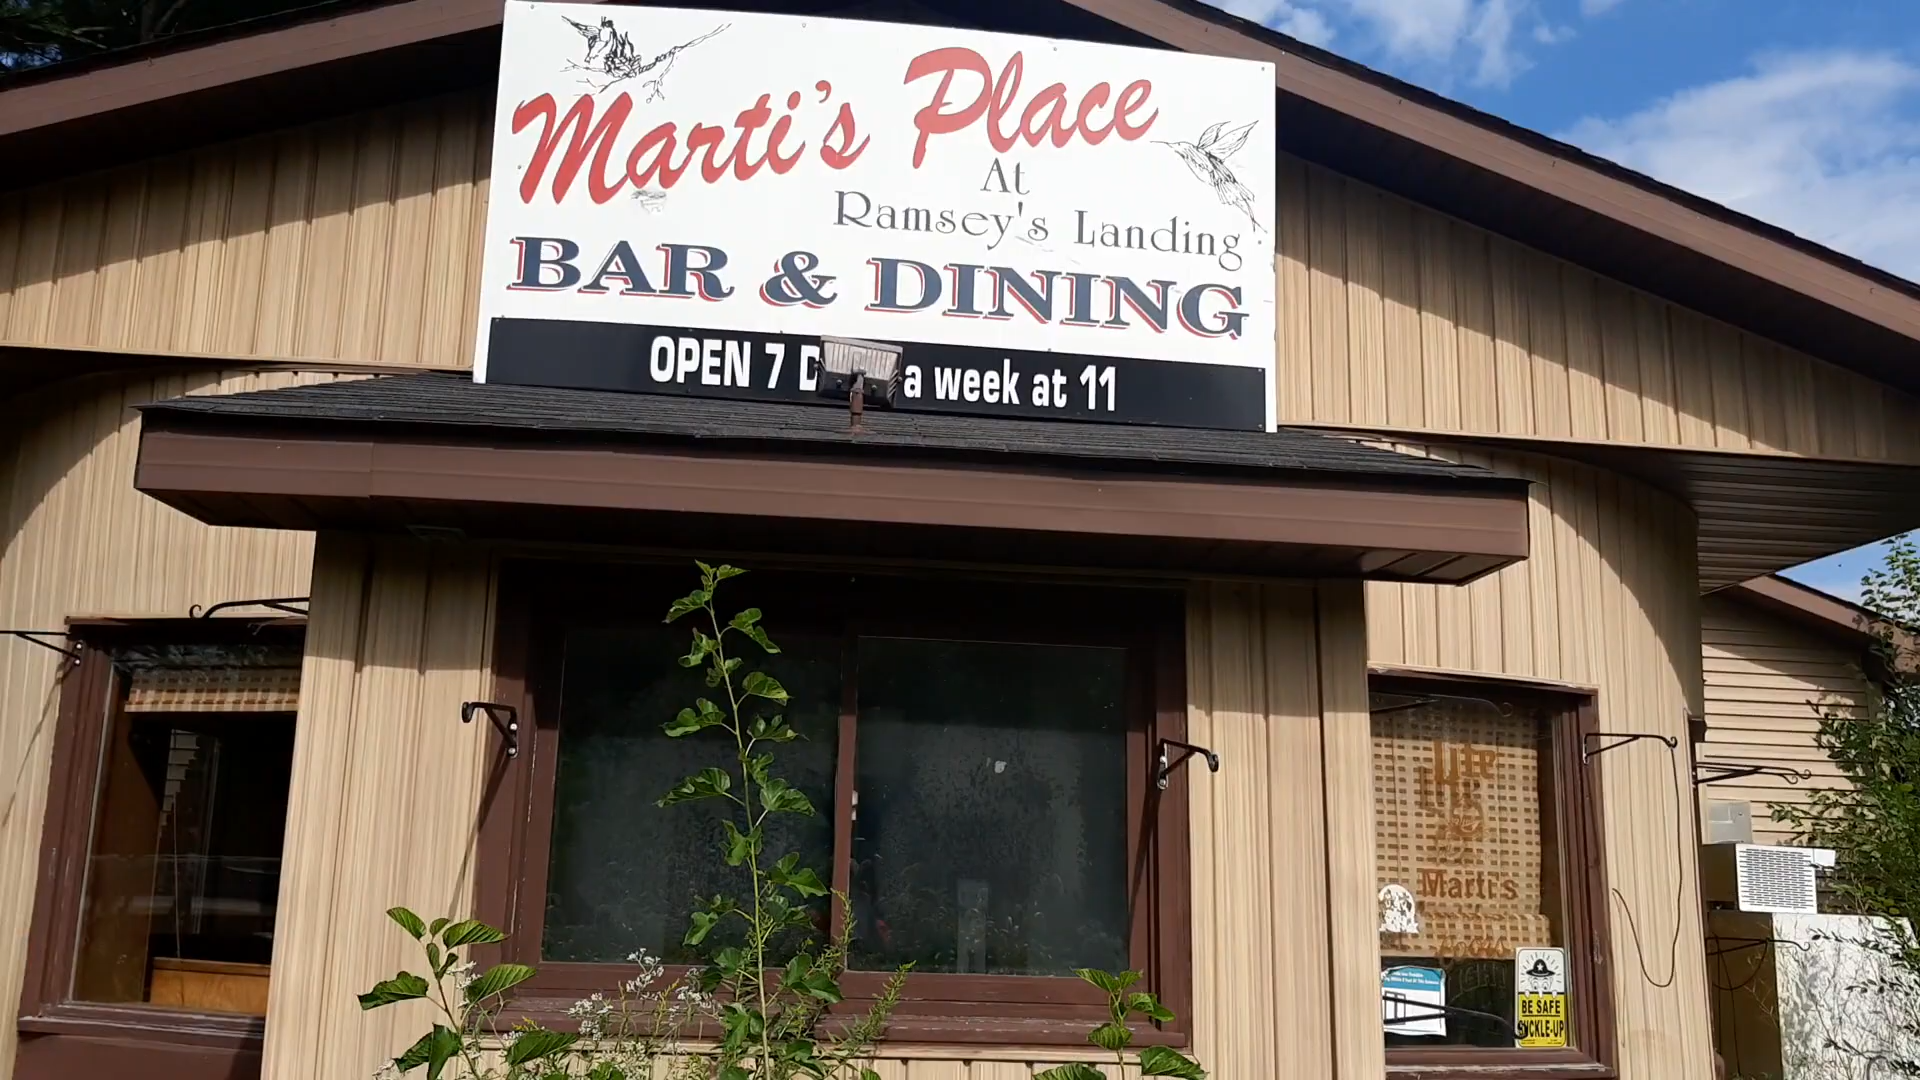 Marti's Place
At
Ramsey's Landing
BAR & DINING
OPEN 7 D a week at 11
Marti's
BE SAFE
BUCKLE-UP